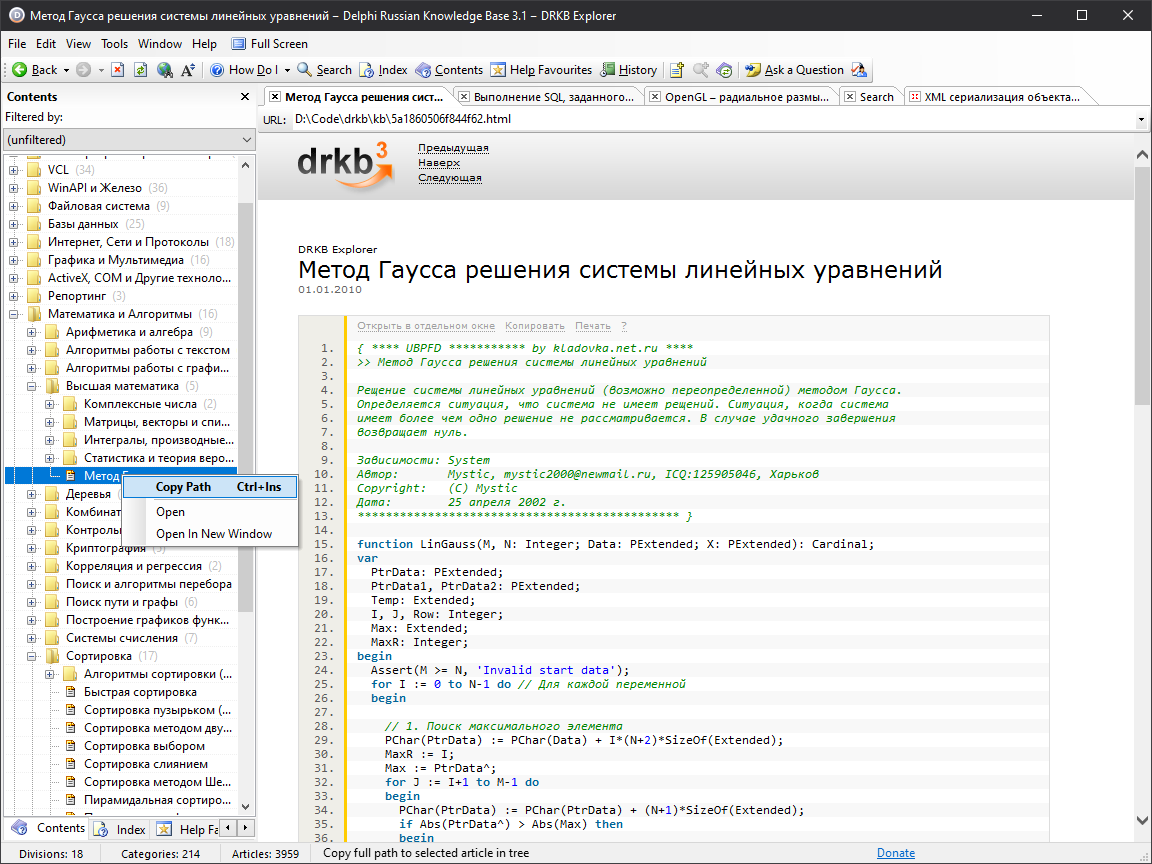 Метод Гаусса решения системы линейных уравнений – Delphi Russian Knowledge Base 3.1 – DRKB Explorer
File Edit View Tools Window Help Full Screen
Back How Do I Search Index Contents Help Favourites History Ask a Question
Contents
Filtered by:
(unfiltered)
VCL (34)
WinAPI и Железо (36)
Файловая система (9)
Базы данных (25)
Интернет, Сети и Протоколы (18)
Графика и Мультимедиа (16)
ActiveX, COM и Другие техноло...
Репортинг (3)
Математика и Алгоритмы (16)
Арифметика и алгебра (9)
Алгоритмы работы с текстом
Алгоритмы работы с графи...
Высшая математика (5)
Комплексные числа (2)
Матрицы, векторы и спи...
Интегралы, производные...
Статистика и теория веро...
Метод
Деревья
Комбинат
Контроль
Криптография (5)
Корреляция и регрессия (2)
Поиск и алгоритмы перебора
Поиск пути и графы (6)
Построение графиков функ...
Системы счисления (7)
Сортировка (17)
Алгоритмы сортировки (...
Быстрая сортировка
Сортировка пузырьком (...
Сортировка методом дву...
Сортировка выбором
Сортировка слиянием
Сортировка методом Ше...
Пирамидальная сортиро...
Copy Path Ctrl+Ins
Open
Open In New Window
Contents Index Help Fa
Метод Гаусса решения сист... Выполнение SQL, заданного... OpenGL – радиальное размы... Search XML сериализация объекта...
URL: D:\Code\drkb\kb\5a1860506f844f62.html
drkb3
Предыдущая
Наверх
Следующая
DRKB Explorer
Метод Гаусса решения системы линейных уравнений
01.01.2010
Открыть в отдельном окне Копировать Печать ?
1. { **** UBPFD *********** by kladovka.net.ru ****
2. >> Метод Гаусса решения системы линейных уравнений
3.
4. Рещение системы линейных уравнений (возможно переопределенной) методом Гаусса.
5. Определяется ситуация, что система не имеет рещений. Ситуация, когда система
6. имеет более чем одно решение не рассматривается. В случае удачного завершения
7. возвращает нуль.
8.
9. Зависимости: System
10. Автор: Mystic, mystic2000@newmail.ru, ICQ:125905046, Харьков
11. Copyright: (C) Mystic
12. Дата: 25 апреля 2002 г.
13. ********************************************** }
14.
15. function LinGauss(M, N: Integer; Data: PExtended; X: PExtended): Cardinal;
16. var
17. PtrData: PExtended;
18. PtrData1, PtrData2: PExtended;
19. Temp: Extended;
20. I, J, Row: Integer;
21. Max: Extended;
22. MaxR: Integer;
23. begin
24. Assert(M >= N, 'Invalid start data');
25. for I := 0 to N-1 do // Для каждой переменной
26. begin
27.
28. // 1. Поиск максимального элемента
29. PChar(PtrData) := PChar(Data) + I*(N+2)*SizeOf(Extended);
30. MaxR := I;
31. Max := PtrData^;
32. for J := I+1 to M-1 do
33. begin
34. PChar(PtrData) := PChar(PtrData) + (N+1)*SizeOf(Extended);
35. if Abs(PtrData^) > Abs(Max) then
36. begin
Divisions: 18 Categories: 214 Articles: 3959 Copy full path to selected article in tree Donate